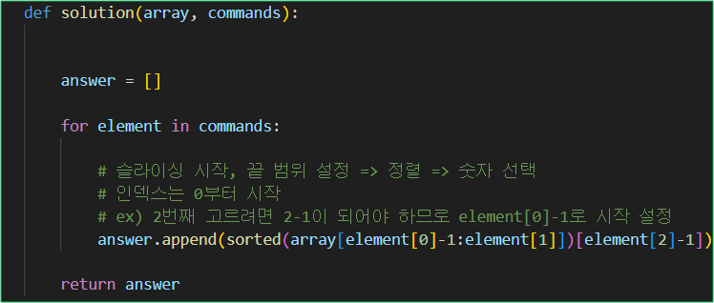 def solution(array, commands):
answer = []
for element in commands:
# 슬라이싱 시작, 끝 범위 설정 => 정렬 => 숫자 선택
# 인덱스는 0부터 시작
# ex) 2번째 고르려면 2-1이 되어야 하므로 element[0]-1로 시작 설정
answer.append(sorted(array[element[0]-1:element[1]])[element[2]-1])
return answer